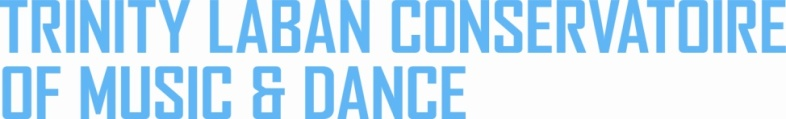 TRINITY LABAN CONSERVATOIRE
OF MUSIC & DANCE